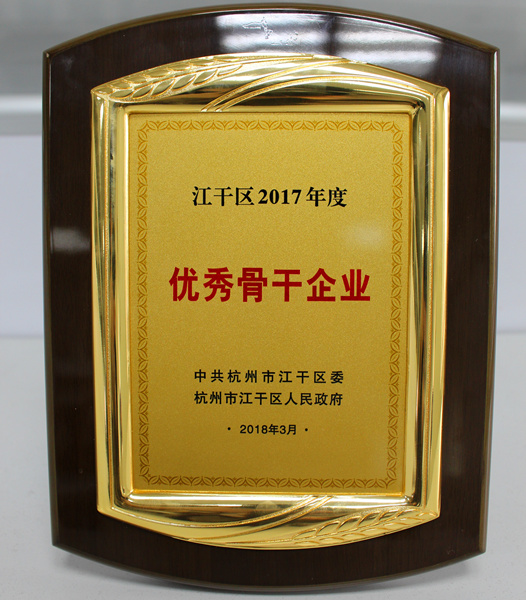 江干区2017年度
优秀骨干企业
中共杭州市江干区委
杭州市江干区人民政府
·2018年3月·